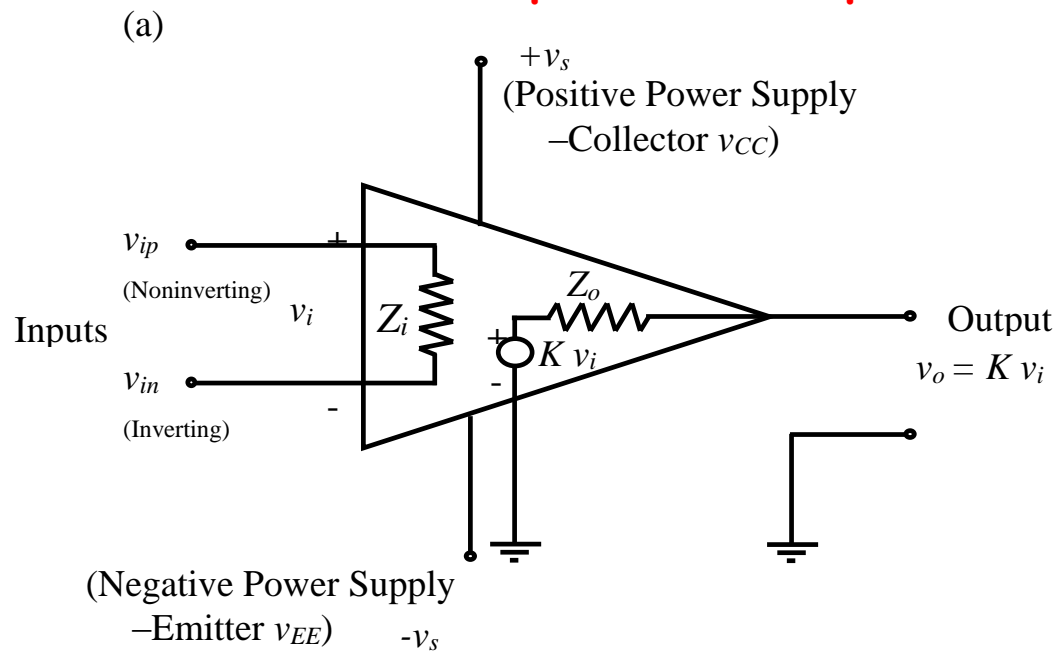 (a)
+v_s
(Positive Power Supply
–Collector v_CC)
v_ip
+
(Noninverting)
v_i
Z_i
Z_o
Inputs
+
K v_i
-
Output
v_o = K v_i
v_in
-
(Inverting)
(Negative Power Supply
–Emitter v_EE)
-v_s